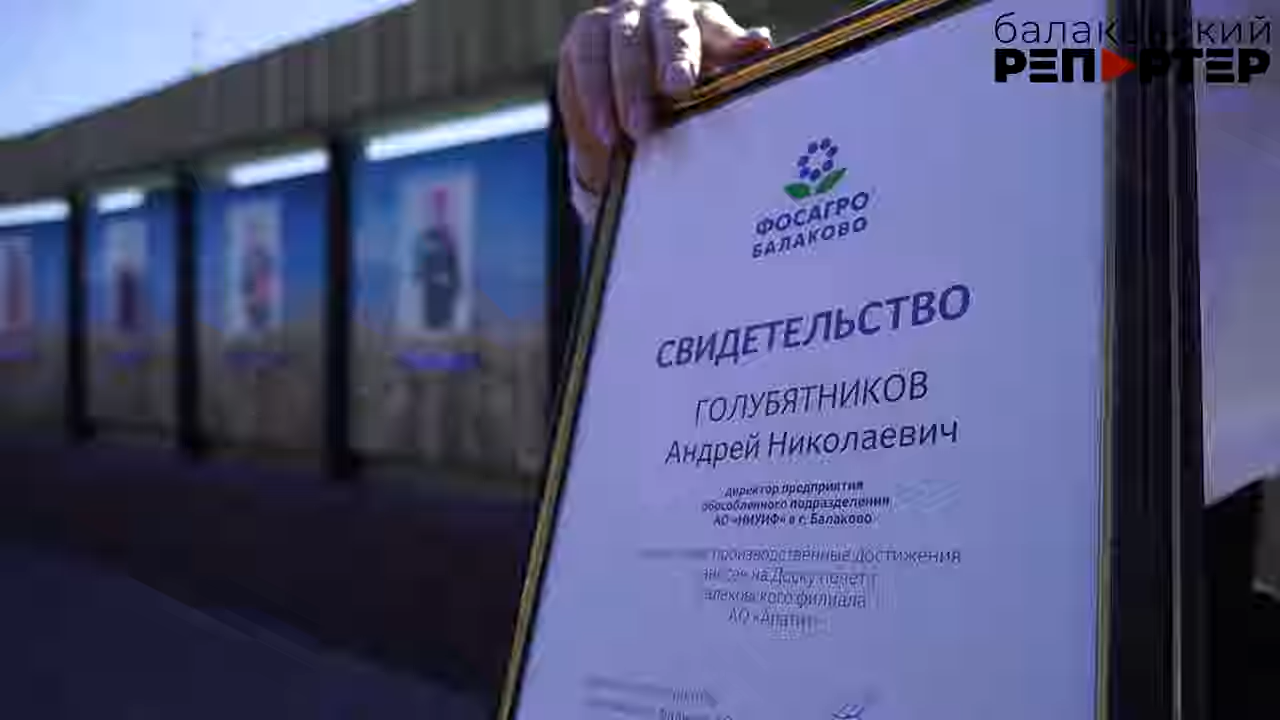 балаковский
РЕПОРТЕР
ФОСАГРО
БАЛАКОВО
СВИДЕТЕЛЬСТВО
ГОЛУБЯТНИКОВ
Андрей Николаевич
директор предприятия
обособленного подразделения
АО «НИУИФ» в г. Балаково
производственные достижения
на Доску почёта
филиала
АО «Апатит»